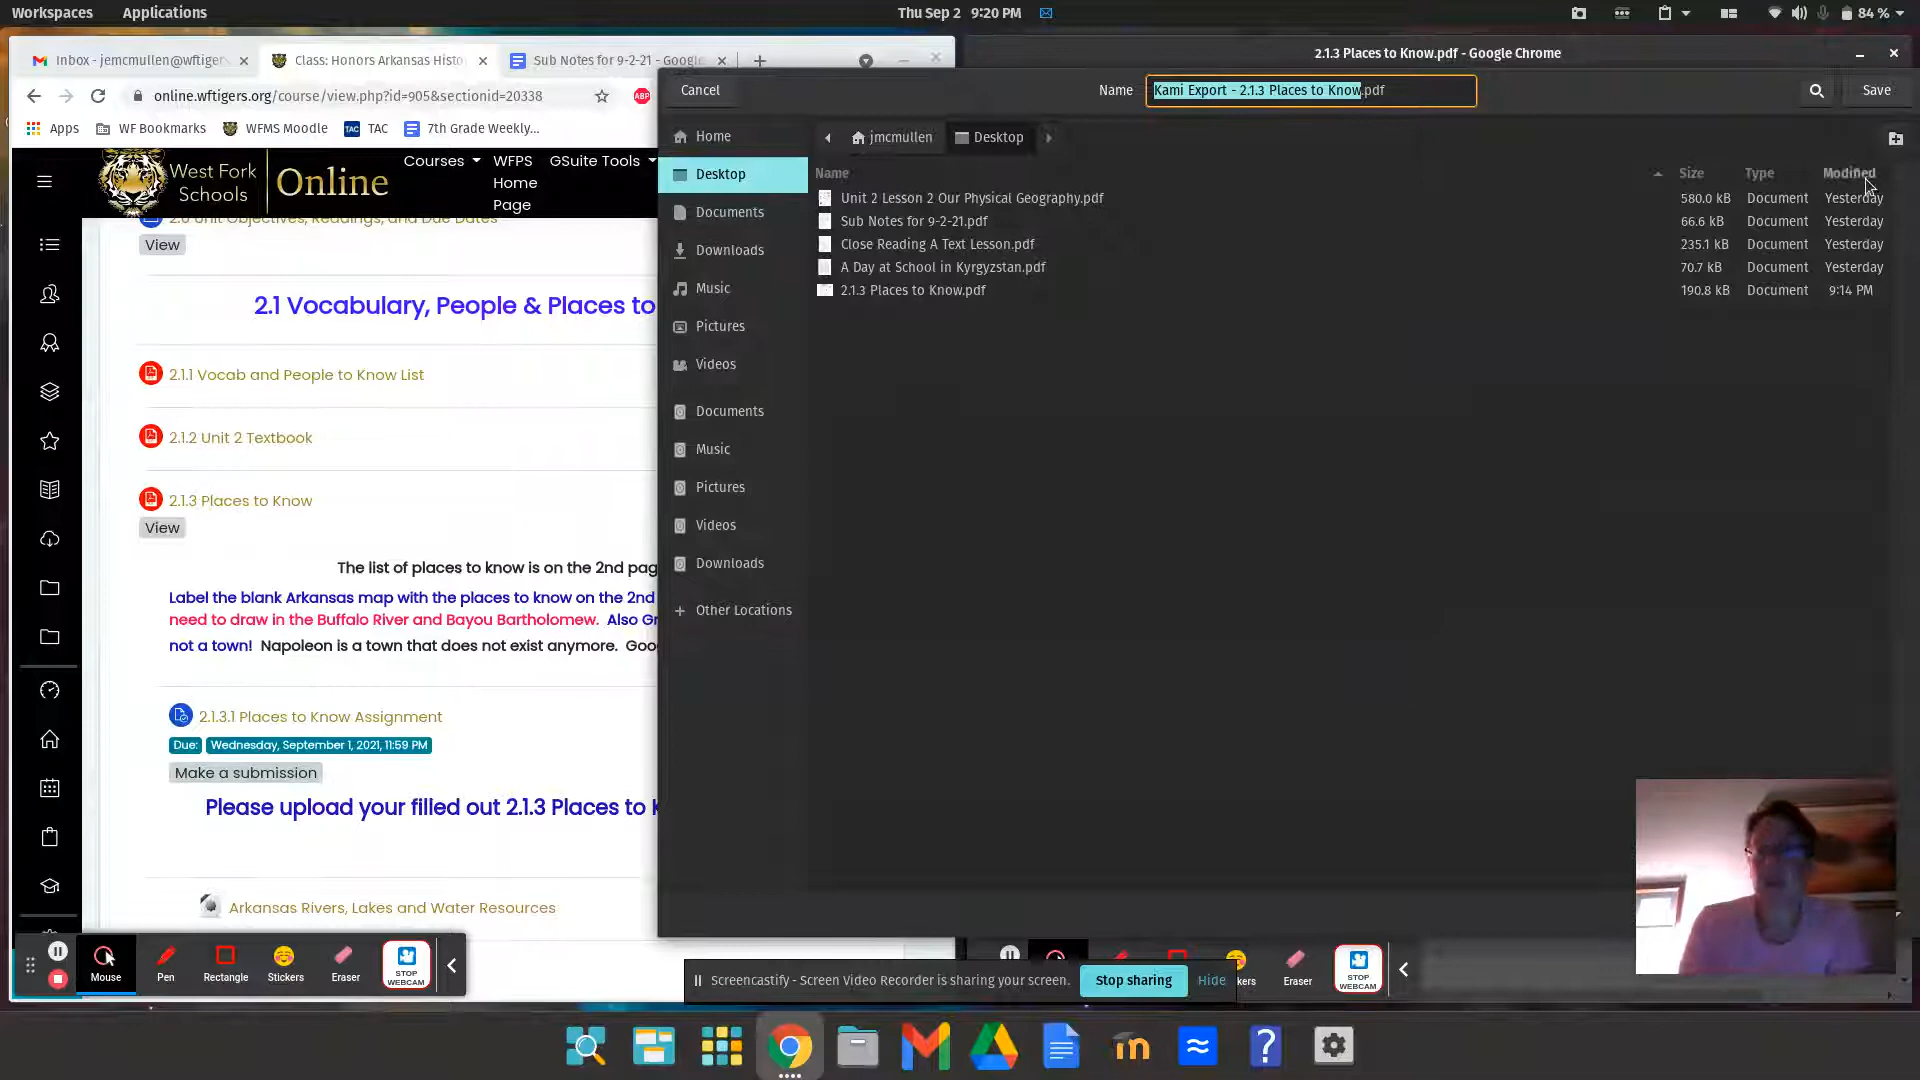 Workspaces Applications Thu Sep 2 9:20 PM 84 %
Inbox - jemcmullen@wftiger
Class: Honors Arkansas Histo
Sub Notes for 9-2-21 - Google
2.1.3 Places to Know.pdf - Google Chrome
online.wftigers.org/course/view.php?id=905&sectionid=20338
ABP
Cancel
Name
Kami Export - 2.1.3 Places to Know.pdf
Save
Apps
WF Bookmarks
WFMS Moodle
TAC TAC
7th Grade Weekly...
West Fork
Schools
Online
Courses
WFPS
Home
Page
GSuite Tools
Home
Desktop
Documents
Downloads
Music
Pictures
Videos
Documents
Music
Pictures
Videos
Downloads
Other Locations
jmcmullen
Desktop
Name Size Type Modified
Unit 2 Lesson 2 Our Physical Geography.pdf 580.0 kB Document Yesterday
Sub Notes for 9-2-21.pdf 66.6 kB Document Yesterday
Close Reading A Text Lesson.pdf 235.1 kB Document Yesterday
A Day at School in Kyrgyzstan.pdf 70.7 kB Document Yesterday
2.1.3 Places to Know.pdf 190.8 kB Document 9:14 PM
2.0 Unit Objectives, Readings, and Due Dates
View
2.1 Vocabulary, People & Places to
2.1.1 Vocab and People to Know List
2.1.2 Unit 2 Textbook
2.1.3 Places to Know
View
The list of places to know is on the 2nd pag
Label the blank Arkansas map with the places to know on the 2nd
need to draw in the Buffalo River and Bayou Bartholomew. Also Gr
not a town! Napoleon is a town that does not exist anymore. Goo
2.1.3.1 Places to Know Assignment
Due: Wednesday, September 1, 2021, 11:59 PM
Make a submission
Please upload your filled out 2.1.3 Places to K
Arkansas Rivers, Lakes and Water Resources
Mouse
Pen
Rectangle
Stickers
Eraser
STOP
WEBCAM
Screencastify - Screen Video Recorder is sharing your screen.
Stop sharing
Hide
kers
Eraser
STOP
WEBCAM